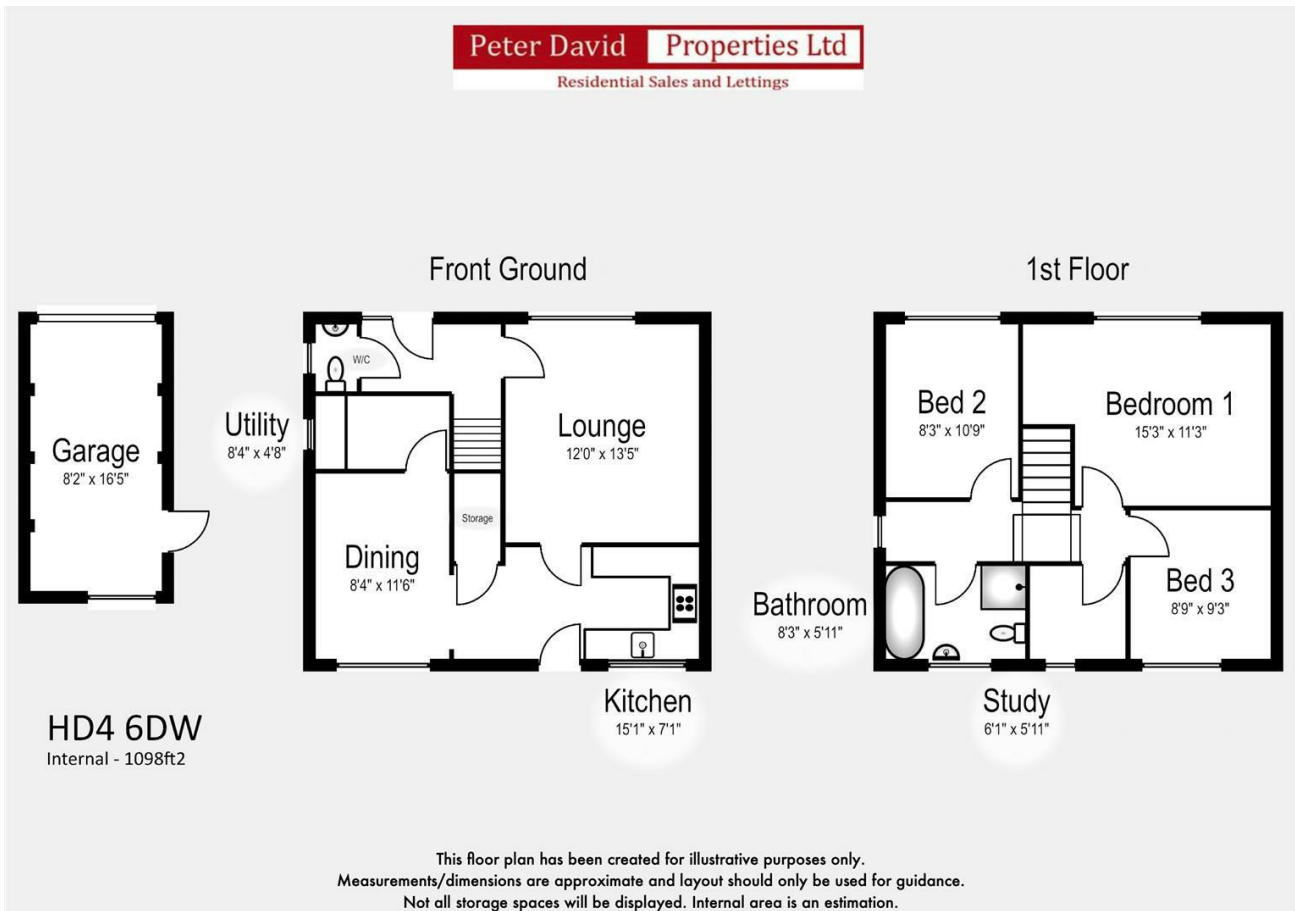 Peter David Properties Ltd
Residential Sales and Lettings
Front Ground
1st Floor
W/C
Utility
8'4" x 4'8"
Garage
8'2" x 16'5"
Lounge
12'0" x 13'5"
Storage
Dining
8'4" x 11'6"
Kitchen
15'1" x 7'1"
Bed 2
8'3" x 10'9"
Bedroom 1
15'3" x 11'3"
Bed 3
8'9" x 9'3"
Bathroom
8'3" x 5'11"
Study
6'1" x 5'11"
HD4 6DW
Internal - 1098ft2
This floor plan has been created for illustrative purposes only.
Measurements/dimensions are approximate and layout should only be used for guidance.
Not all storage spaces will be displayed. Internal area is an estimation.